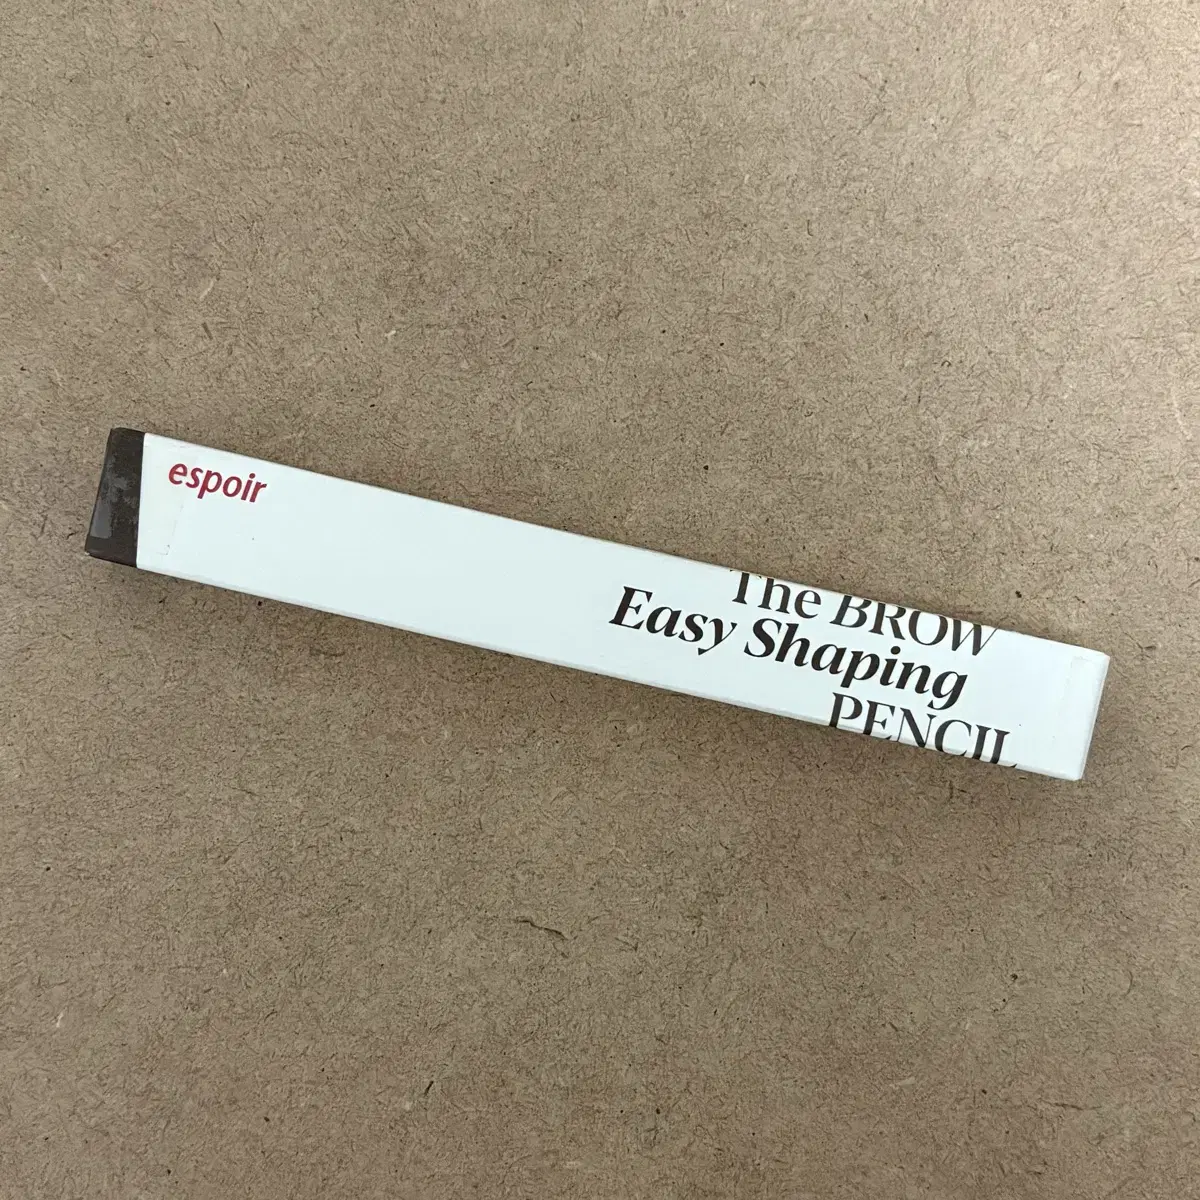 espoir
The BROW
Easy Shaping
PENCIL